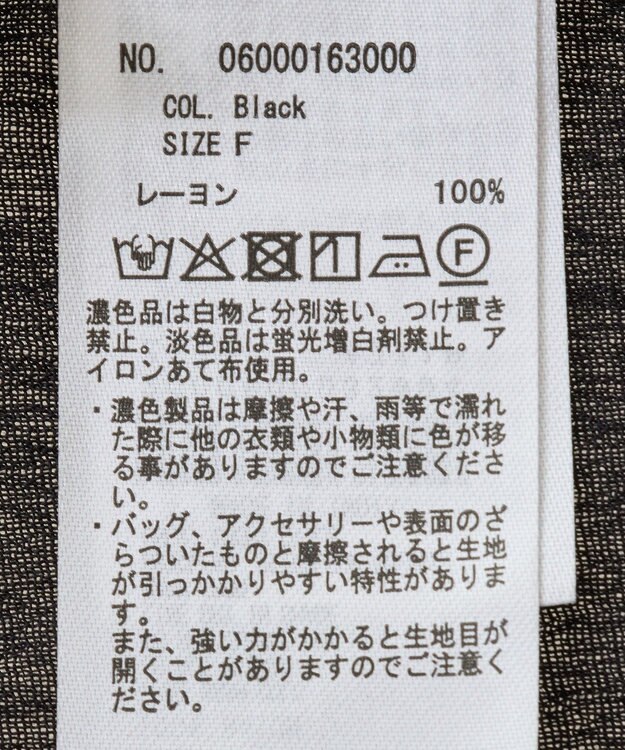 NO. 06000163000
COL. Black
SIZE F
レーヨン 100%
F
濃色品は白物と分別洗い。つけ置き
禁止。淡色品は蛍光増白剤禁止。ア
イロンあて布使用。
・濃色製品は摩擦や汗、雨等で濡れ
た際に他の衣類や小物類に色が移
る事がありますのでご注意くださ
い。
・バッグ、アクセサリーや表面のざ
らついたものと摩擦されると生地
が引っかかりやすい特性がありま
す。
また、強い力がかかると生地目が
開くことがありますのでご注意く
ださい。